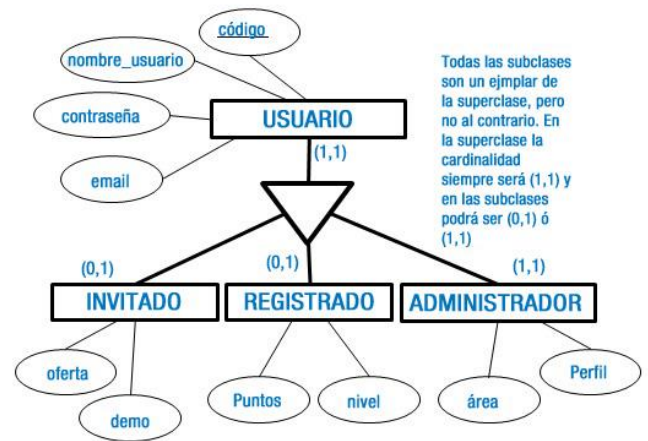 código
nombre_usuario
contraseña
email
USUARIO
(1,1)
Todas las subclases
son un ejmplar de
la superclase, pero
no al contrario. En
la superclase la
cardinalidad
siempre será (1,1) y
en las subclases
podrá ser (0,1) ó
(1,1)
(0,1)
(0,1)
(1,1)
INVITADO
REGISTRADO
ADMINISTRADOR
oferta
demo
Puntos
nivel
área
Perfil